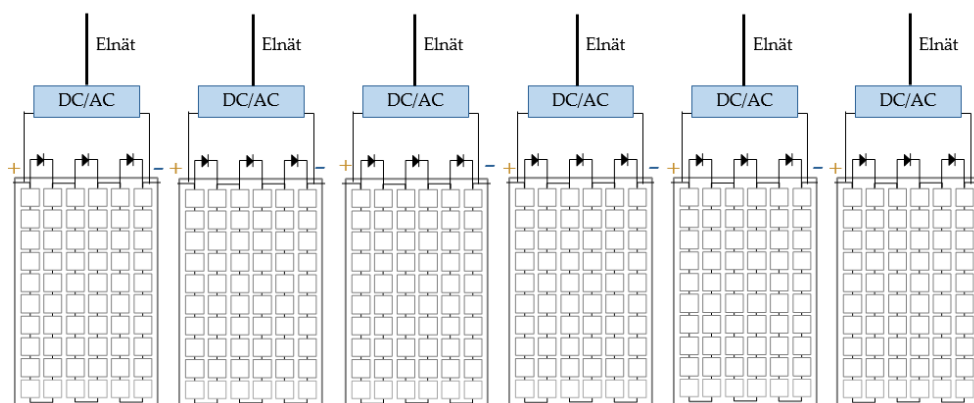 Elnät Elnät Elnät Elnät Elnät Elnät
DC/AC DC/AC DC/AC DC/AC DC/AC DC/AC
+ - + - + - + - + - +